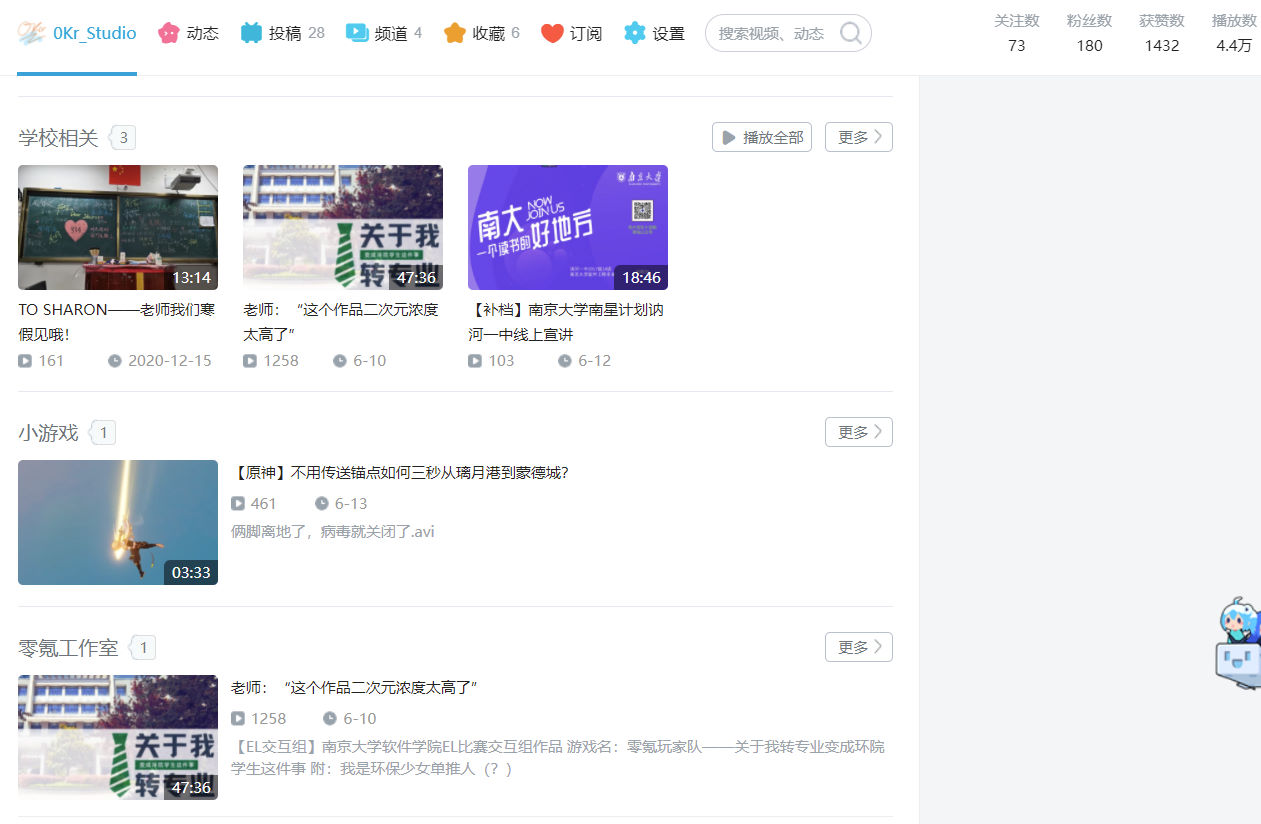 0Kr_Studio 动态 投稿 28 频道 4 收藏 6 订阅 设置 搜索视频、动态
关注数 粉丝数 获赞数 播放数
73 180 1432 4.4万
学校相关 3 播放全部 更多
13:14
关于我
转专业
47:36
南京大学
南大 NOW JOIN US
一个读书的好地方
18:46
TO SHARON——老师我们寒
假见哦！
161 2020-12-15
老师：“这个作品二次元浓度
太高了”
1258 6-10
【补档】南京大学南星计划讷
河一中线上宣讲
103 6-12
小游戏 1 更多
03:33
【原神】不用传送锚点如何三秒从璃月港到蒙德城？
461 6-13
俩脚离地了，病毒就关闭了.avi
零氪工作室 1 更多
关于我
变成环院学生这件事
转专业
47:36
老师：“这个作品二次元浓度太高了”
1258 6-10
【EL交互组】南京大学软件学院EL比赛交互组作品 游戏名：零氪玩家队——关于我转专业变成环院
学生这件事 附：我是环保少女单推人（？）